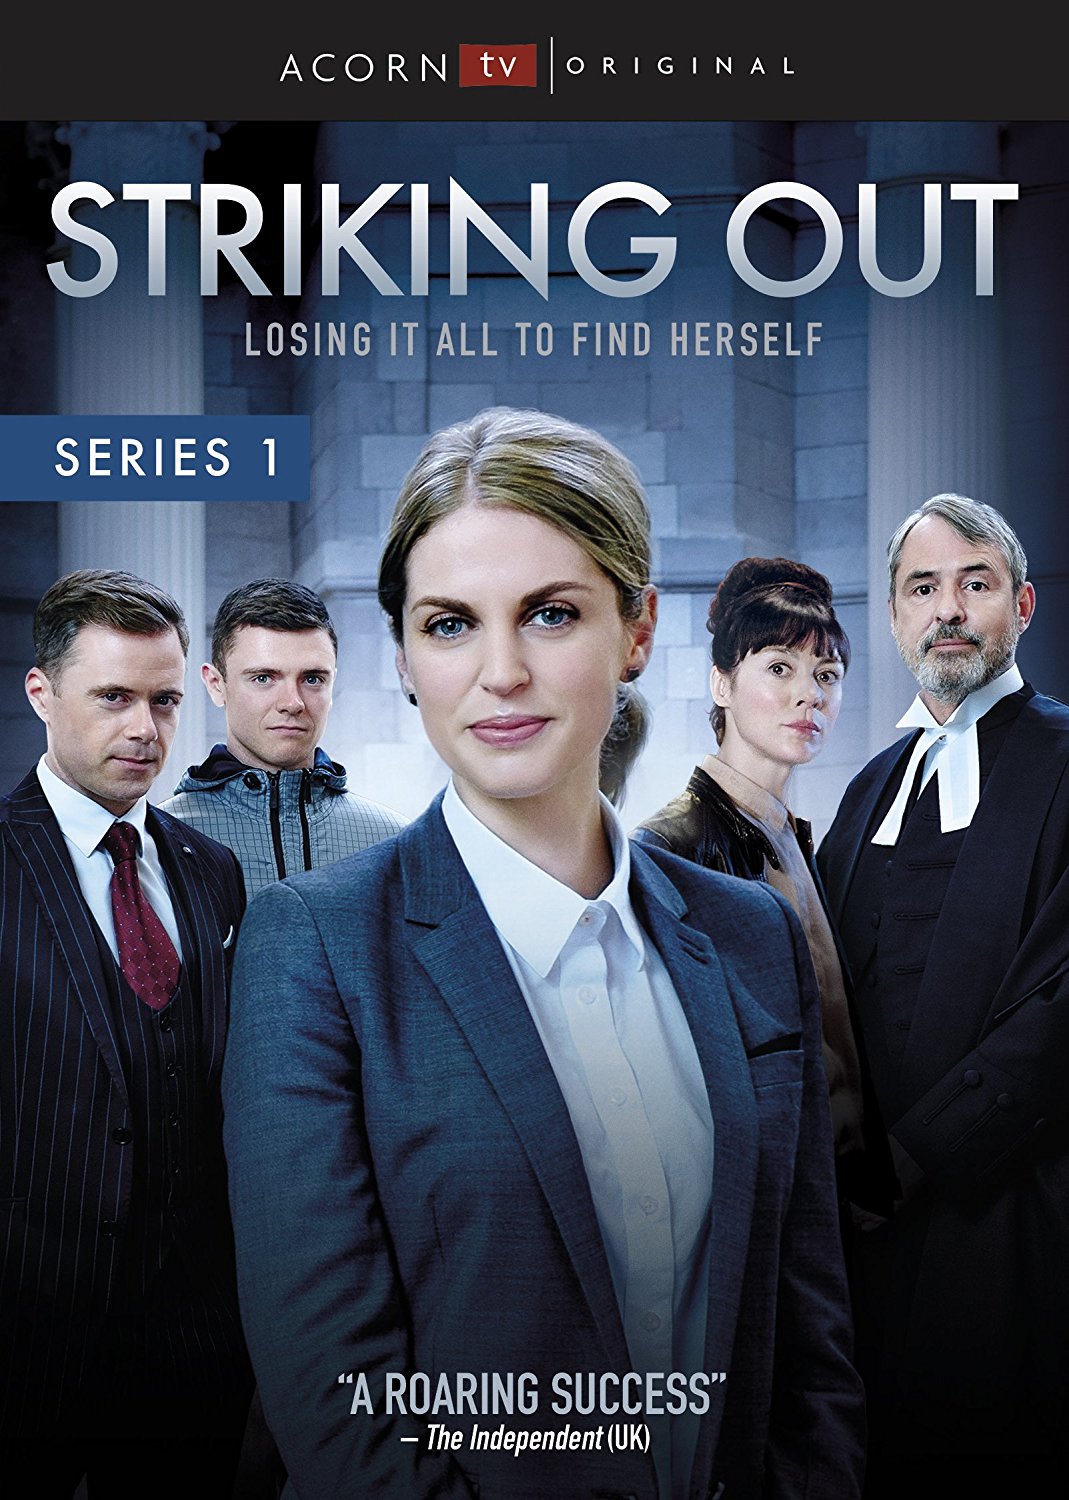 ACORN tv | ORIGINAL
STRIKING OUT
LOSING IT ALL TO FIND HERSELF
SERIES 1
“A ROARING SUCCESS”
– The Independent (UK)